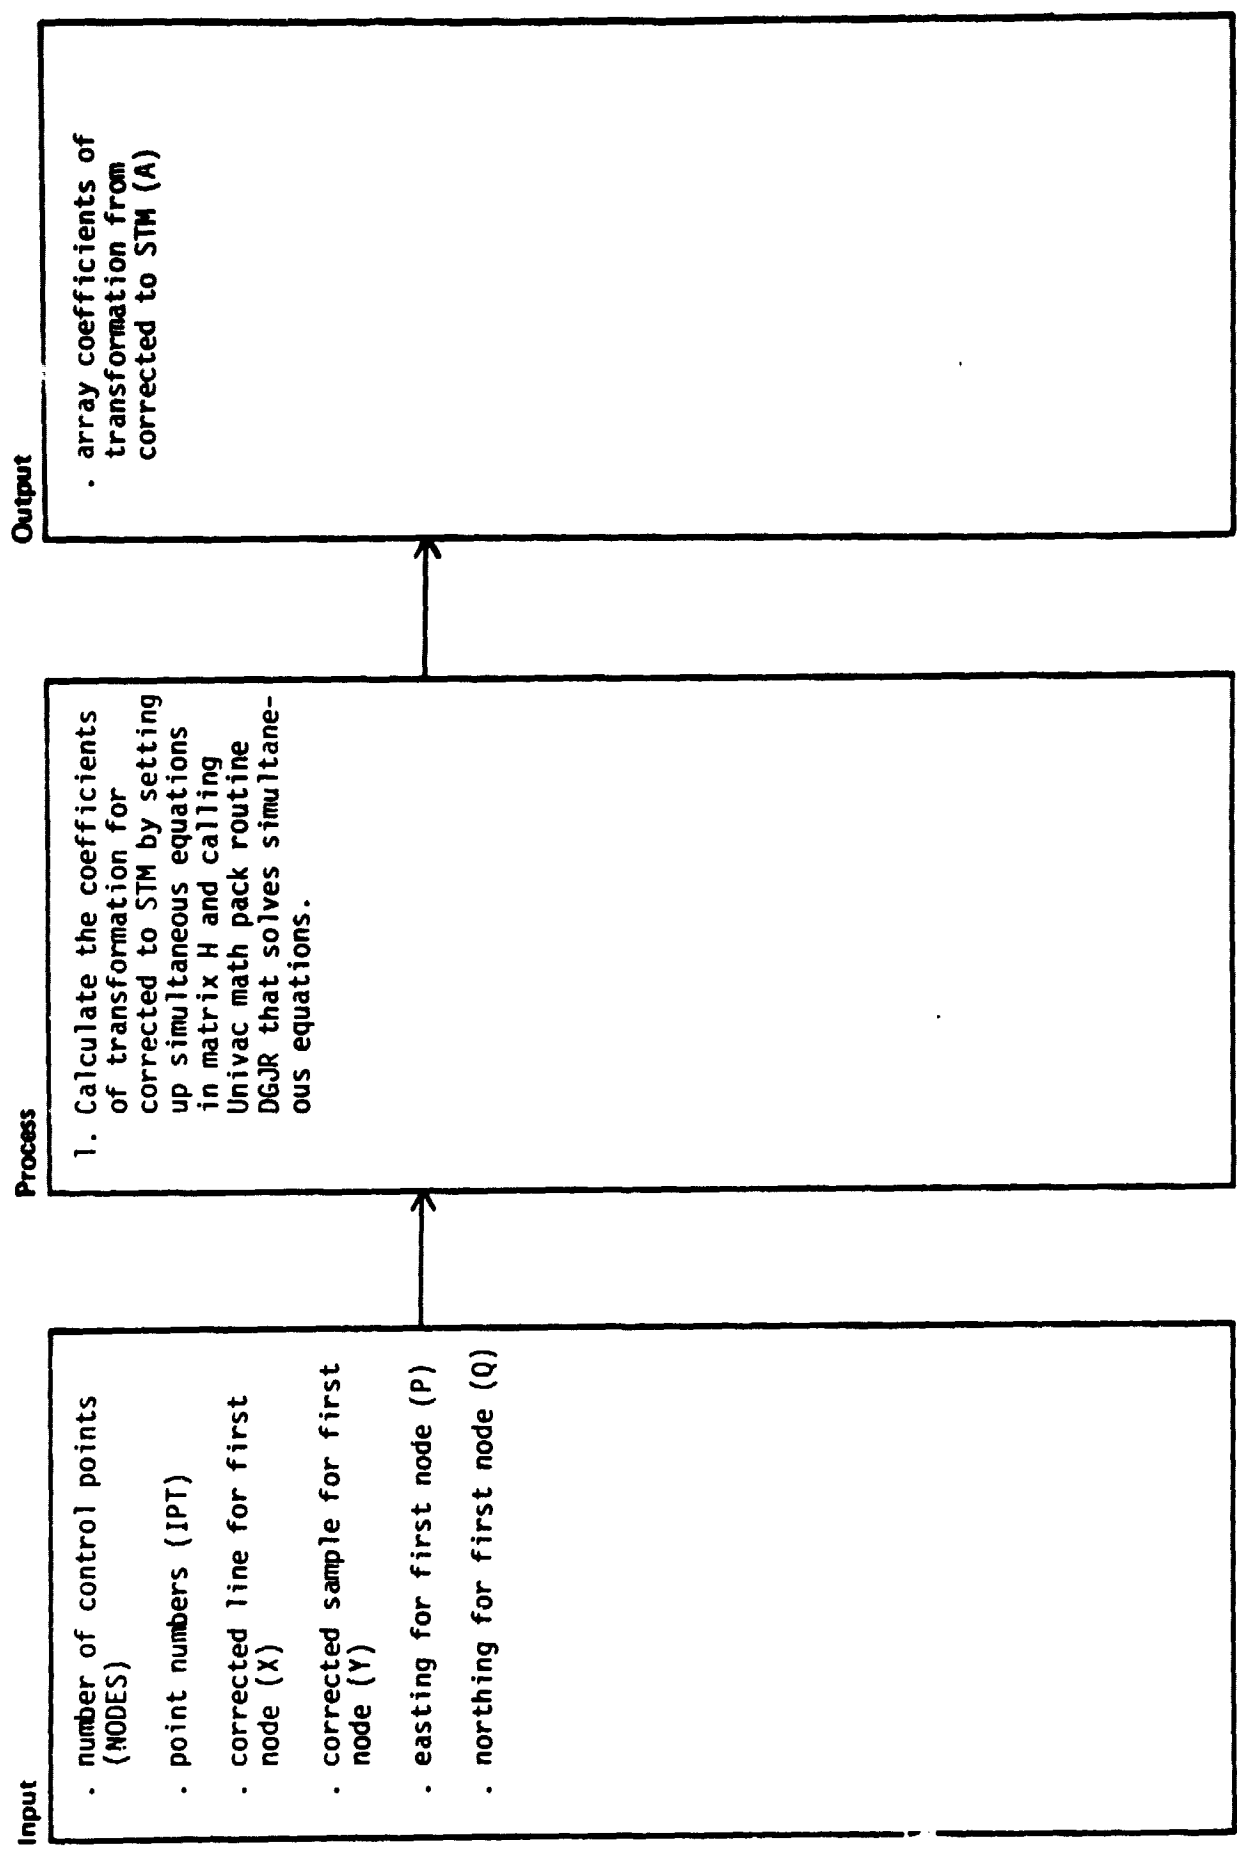 Input
. number of control points
(NODES)
. point numbers (IPT)
. corrected line for first
node (X)
. corrected sample for first
node (Y)
. easting for first node (P)
. northing for first node (Q)
Process
1. Calculate the coefficients
of transformation for
corrected to STM by setting
up simultaneous equations
in matrix H and calling
Univac math pack routine
DGJR that solves simultane-
ous equations.
Output
. array coefficients of
transformation from
corrected to STM (A)